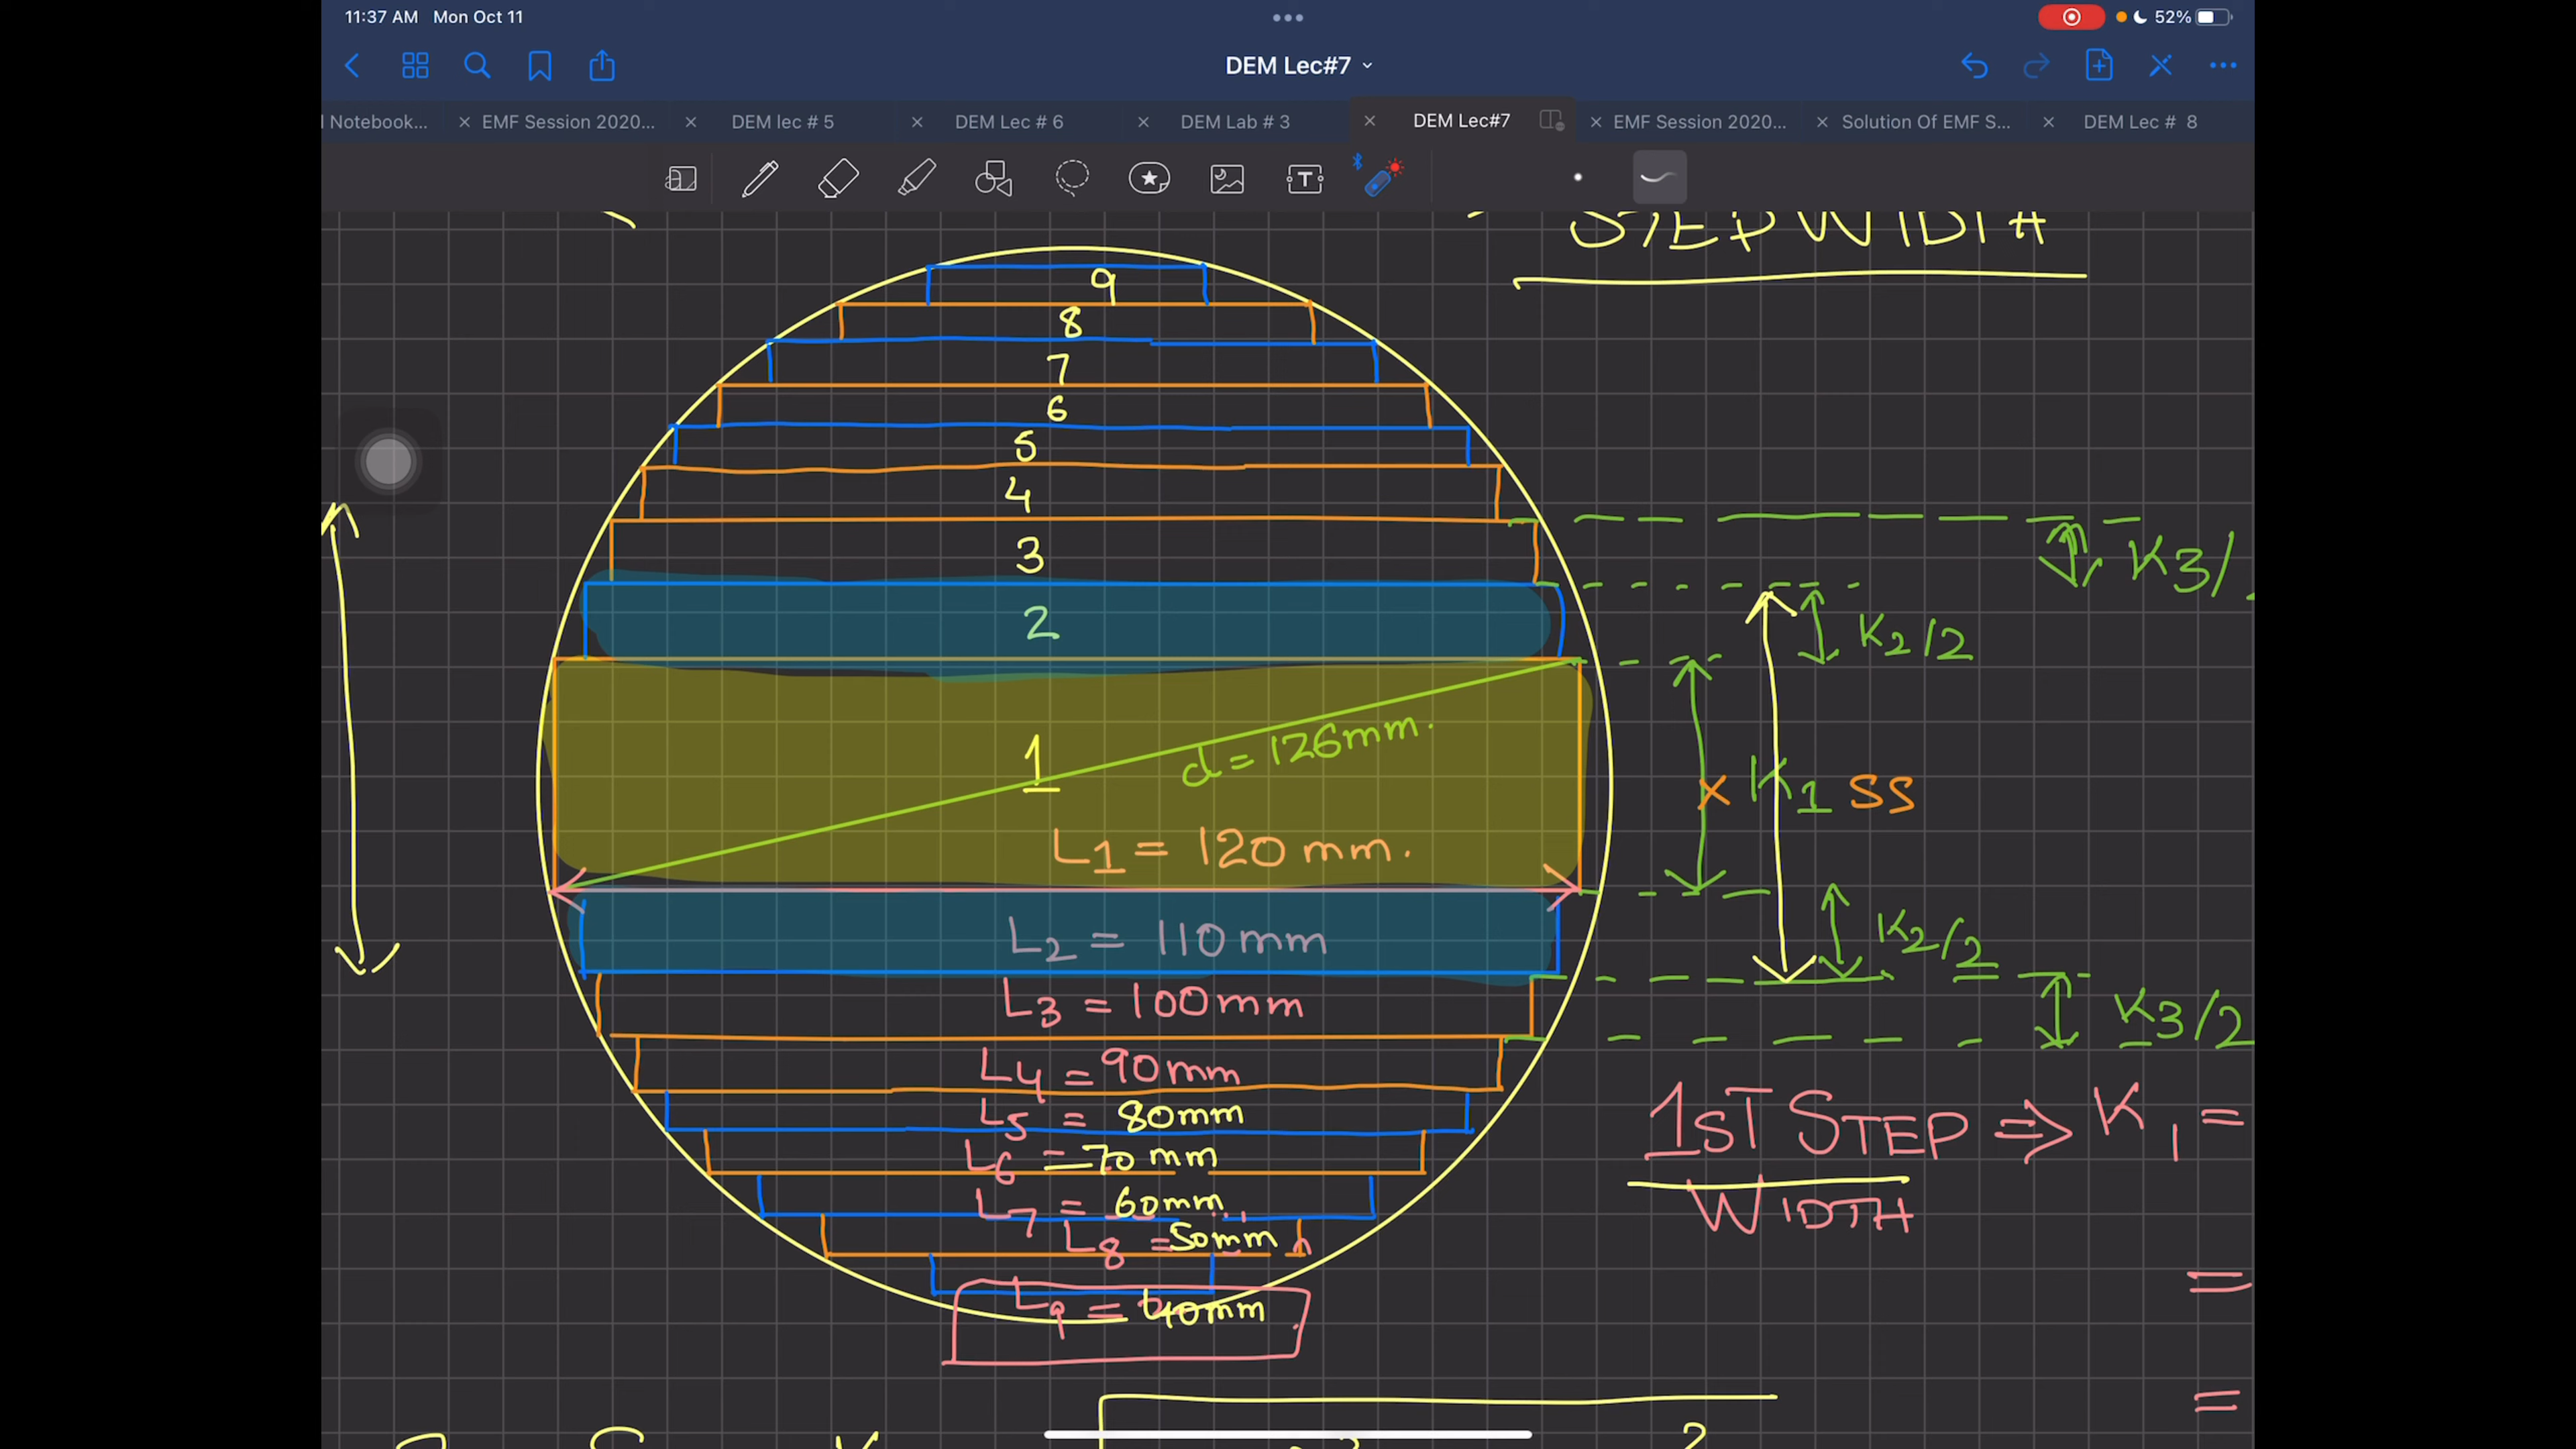 11:37 AM Mon Oct 11
52%
DEM Lec#7
l Notebook...
EMF Session 2020...
DEM lec # 5
DEM Lec # 6
DEM Lab # 3
DEM Lec#7
EMF Session 2020...
Solution Of EMF S...
DEM Lec # 8
STEP WIDTH
9
8
7
6
5
4
3
K3/
2
K2/2
d = 126mm.
1
X K1 SS
L1 = 120 mm.
L2 = 110 mm
K2/2
L3 = 100mm
K3/2
L4 = 90mm
L5 = 80mm
1ST STEP ⇒ K1 =
WIDTH
L6 = 70 mm
L7 = 60mm
L8 = 50mm
=
L9 = 40mm
=
2